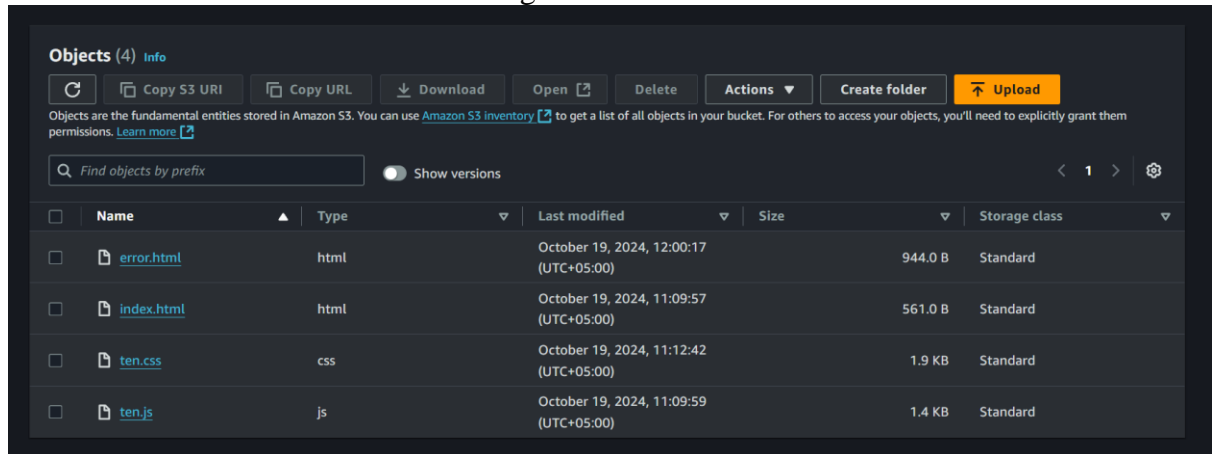 Objects (4) Info
Copy S3 URI Copy URL Download Open Delete Actions Create folder Upload
Objects are the fundamental entities stored in Amazon S3. You can use Amazon S3 inventory to get a list of all objects in your bucket. For others to access your objects, you'll need to explicitly grant them
permissions. Learn more
Find objects by prefix Show versions 1
Name Type Last modified Size Storage class
error.html html October 19, 2024, 12:00:17 (UTC+05:00) 944.0 B Standard
index.html html October 19, 2024, 11:09:57 (UTC+05:00) 561.0 B Standard
ten.css css October 19, 2024, 11:12:42 (UTC+05:00) 1.9 KB Standard
ten.js js October 19, 2024, 11:09:59 (UTC+05:00) 1.4 KB Standard